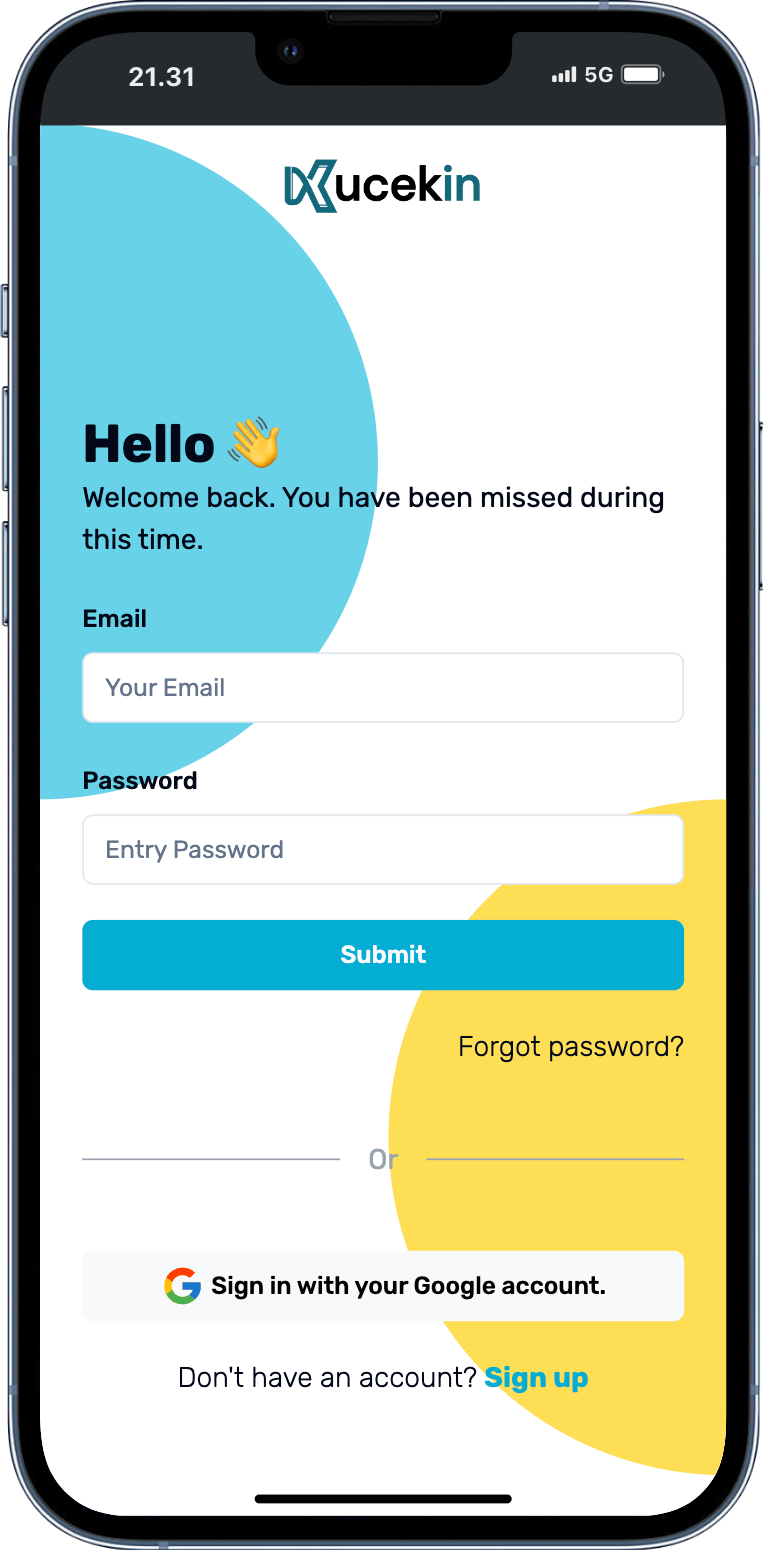 21.31
5G
Kucekin
Hello 👋
Welcome back. You have been missed during
this time.
Email
Your Email
Password
Entry Password
Submit
Forgot password?
Or
Sign in with your Google account.
Don't have an account? Sign up